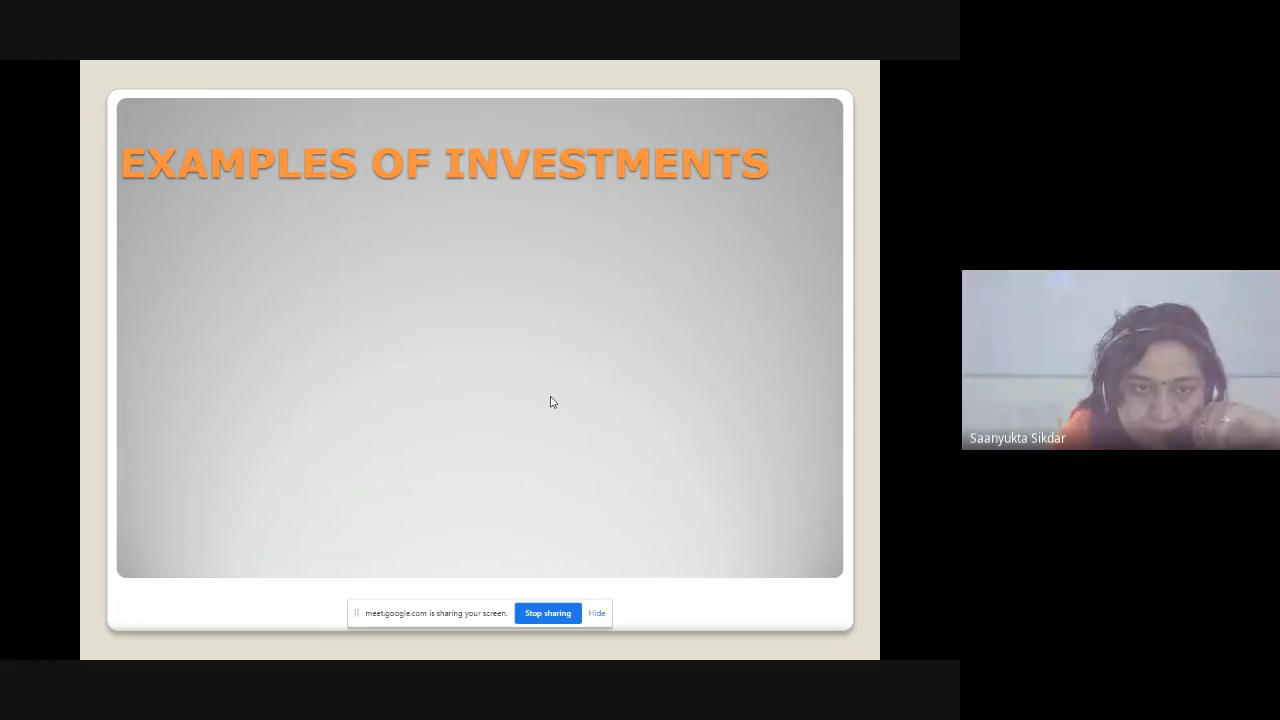 EXAMPLES OF INVESTMENTS
Saanyukta Sikdar
meet.google.com is sharing your screen. Stop sharing Hide